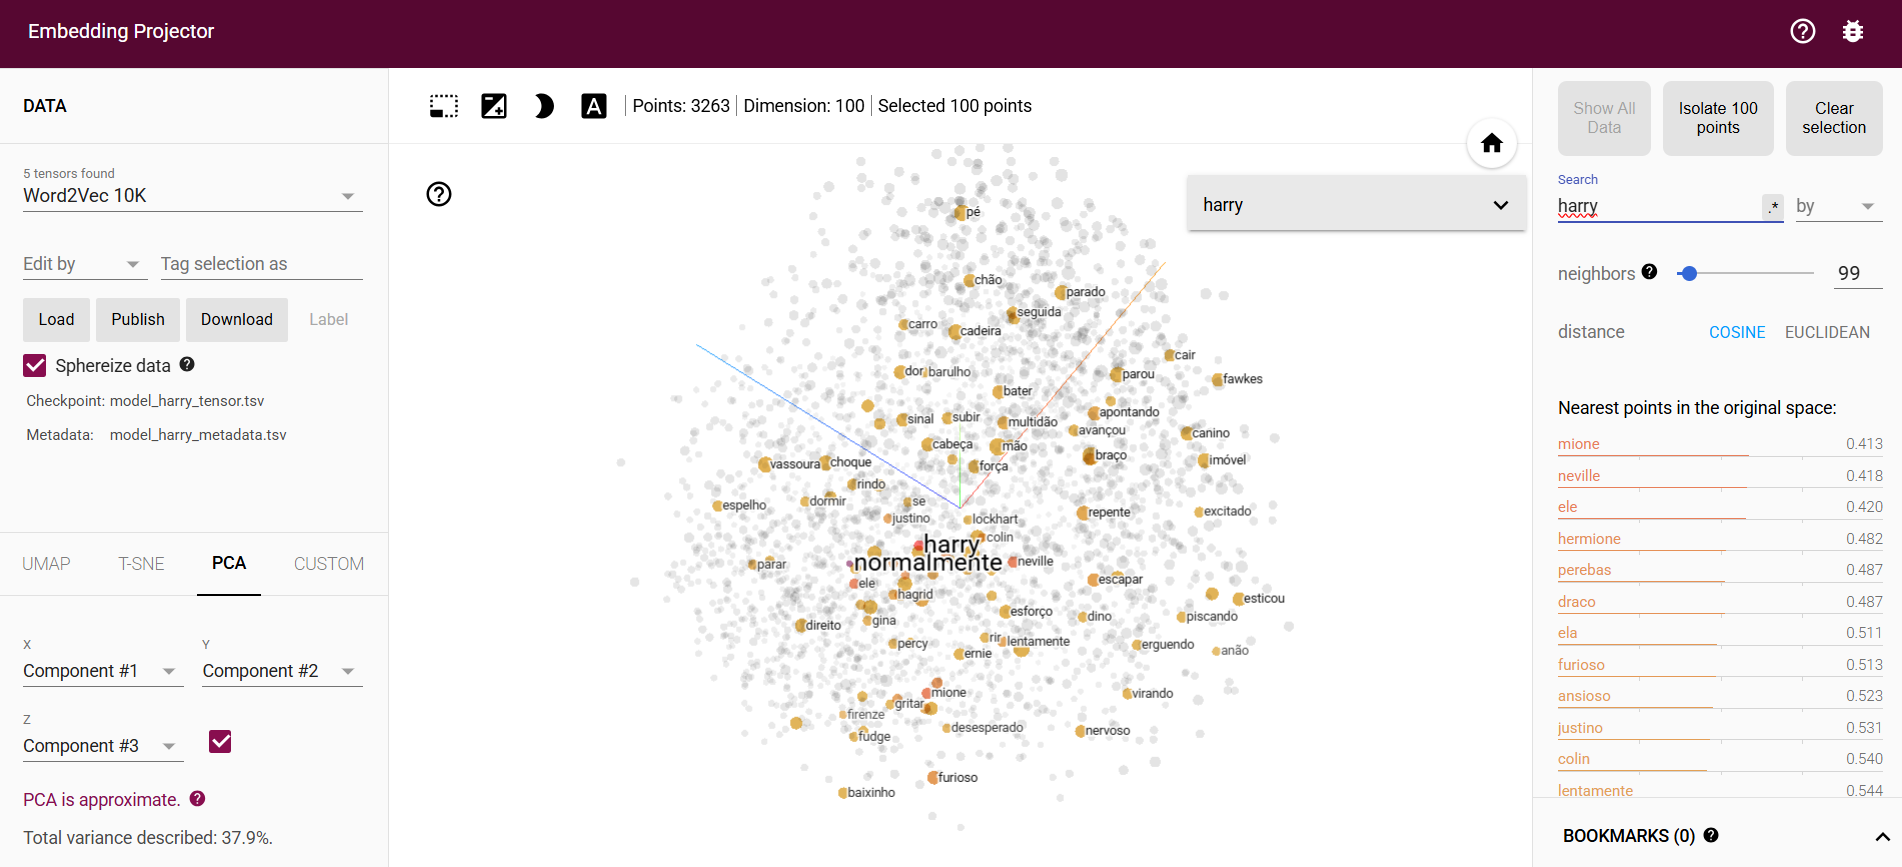 Embedding Projector
DATA
5 tensors found
Word2Vec 10K
Edit by
Tag selection as
Load
Publish
Download
Label
Sphereize data
Checkpoint: model_harry_tensor.tsv
Metadata: model_harry_metadata.tsv
UMAP
T-SNE
PCA
CUSTOM
X
Component #1
Y
Component #2
Z
Component #3
PCA is approximate.
Total variance described: 37.9%.
A
Points: 3263
Dimension: 100
Selected 100 points
harry
pé
chão
parado
seguida
carro
cadeira
cair
dor
barulho
parou
fawkes
bater
apontando
sinal
subir
multidão
avançou
canino
cabeça
mão
braço
imóvel
vassoura
choque
força
rindo
espelho
dormir
se
repente
excitado
justino
lockhart
colin
harry
normalmente
neville
parar
ele
escapar
hagrid
esticou
esforço
dino
piscando
direito
gina
rir
lentamente
percy
ernie
erguendo
anão
mione
virando
gritar
firenze
desesperado
nervoso
fudge
furioso
baixinho
Show All
Data
Isolate 100
points
Clear
selection
Search
harry
.*
by
neighbors
99
distance
COSINE
EUCLIDEAN
Nearest points in the original space:
mione 0.413
neville 0.418
ele 0.420
hermione 0.482
perebas 0.487
draco 0.487
ela 0.511
furioso 0.513
ansioso 0.523
justino 0.531
colin 0.540
lentamente 0.544
BOOKMARKS (0)